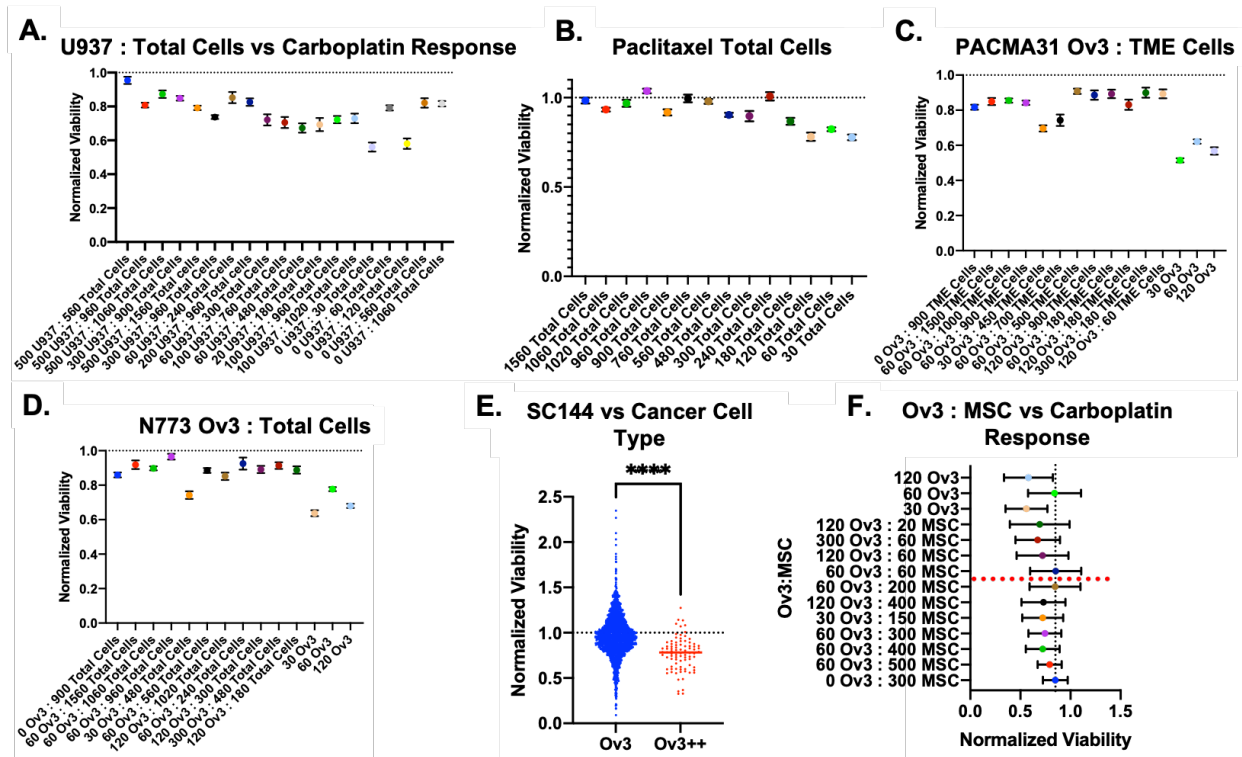 A.
U937 : Total Cells vs Carboplatin Response
Normalized Viability
1.0
0.8
0.6
0.4
0.2
0.0
500 U937 : 560 Total Cells
500 U937 : 960 Total Cells
500 U937 : 1060 Total Cells
300 U937 : 900 Total Cells
500 U937 : 1560 Total Cells
300 U937 : 960 Total Cells
60 U937 : 240 Total Cells
200 U937 : 960 Total Cells
60 U937 : 300 Total Cells
100 U937 : 760 Total Cells
60 U937 : 480 Total Cells
20 U937 : 180 Total Cells
100 U937 : 960 Total Cells
100 U937 : 1020 Total Cells
0 U937 : 30 Total Cells
0 U937 : 60 Total Cells
0 U937 : 120 Total Cells
0 U937 : 560 Total Cells
0 U937 : 1060 Total Cells
B.
Paclitaxel Total Cells
Normalized Viability
1.0
0.5
0.0
1560 Total Cells
1060 Total Cells
1020 Total Cells
960 Total Cells
900 Total Cells
760 Total Cells
560 Total Cells
480 Total Cells
300 Total Cells
240 Total Cells
180 Total Cells
120 Total Cells
60 Total Cells
30 Total Cells
C.
PACMA31 Ov3 : TME Cells
Normalized Viability
1.0
0.8
0.6
0.4
0.2
0.0
0 Ov3 : 900 TME Cells
60 Ov3 : 1500 TME Cells
60 Ov3 : 1000 TME Cells
60 Ov3 : 900 TME Cells
30 Ov3 : 450 TME Cells
60 Ov3 : 700 TME Cells
60 Ov3 : 500 TME Cells
120 Ov3 : 900 TME Cells
60 Ov3 : 180 TME Cells
120 Ov3 : 180 TME Cells
300 Ov3 : 180 TME Cells
120 Ov3 : 60 TME Cells
30 Ov3
60 Ov3
120 Ov3
D.
N773 Ov3 : Total Cells
Normalized Viability
1.0
0.8
0.6
0.4
0.2
0.0
0 Ov3 : 900 Total Cells
60 Ov3 : 1560 Total Cells
60 Ov3 : 1060 Total Cells
60 Ov3 : 960 Total Cells
30 Ov3 : 480 Total Cells
60 Ov3 : 560 Total Cells
120 Ov3 : 1020 Total Cells
60 Ov3 : 240 Total Cells
120 Ov3 : 300 Total Cells
300 Ov3 : 480 Total Cells
120 Ov3 : 180 Total Cells
30 Ov3
60 Ov3
120 Ov3
E.
SC144 vs Cancer Cell
Type
****
Normalized Viability
2.5
2.0
1.5
1.0
0.5
0.0
Ov3
Ov3++
F.
Ov3 : MSC vs Carboplatin
Response
Ov3:MSC
120 Ov3
60 Ov3
30 Ov3
120 Ov3 : 20 MSC
300 Ov3 : 60 MSC
120 Ov3 : 60 MSC
60 Ov3 : 60 MSC
60 Ov3 : 200 MSC
120 Ov3 : 400 MSC
30 Ov3 : 150 MSC
60 Ov3 : 300 MSC
60 Ov3 : 400 MSC
60 Ov3 : 500 MSC
0 Ov3 : 300 MSC
0.0
0.5
1.0
1.5
Normalized Viability